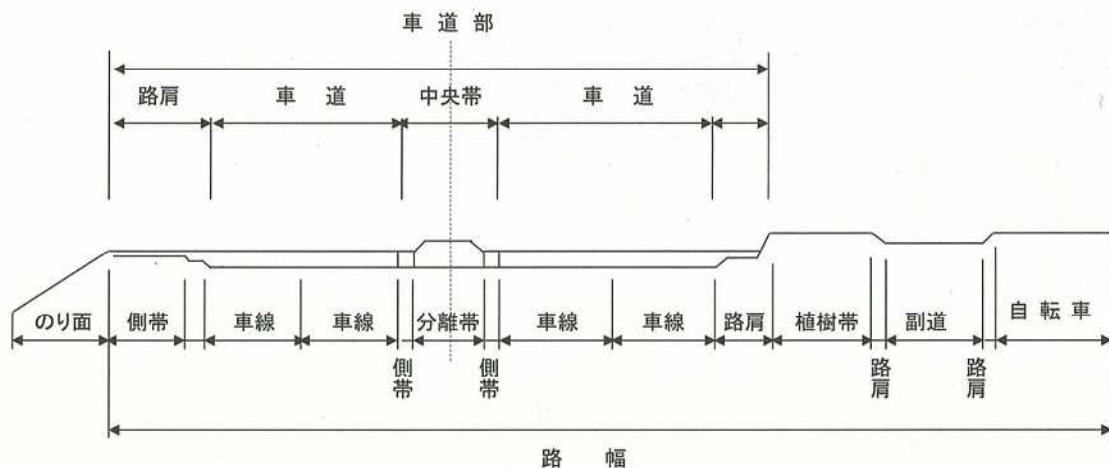 車道部
路肩 車道 中央帯 車道
のり面 側帯 車線 車線 分離帯 車線 車線 路肩 植樹帯 副道 自転車
側帯 側帯 路肩 路肩
路幅